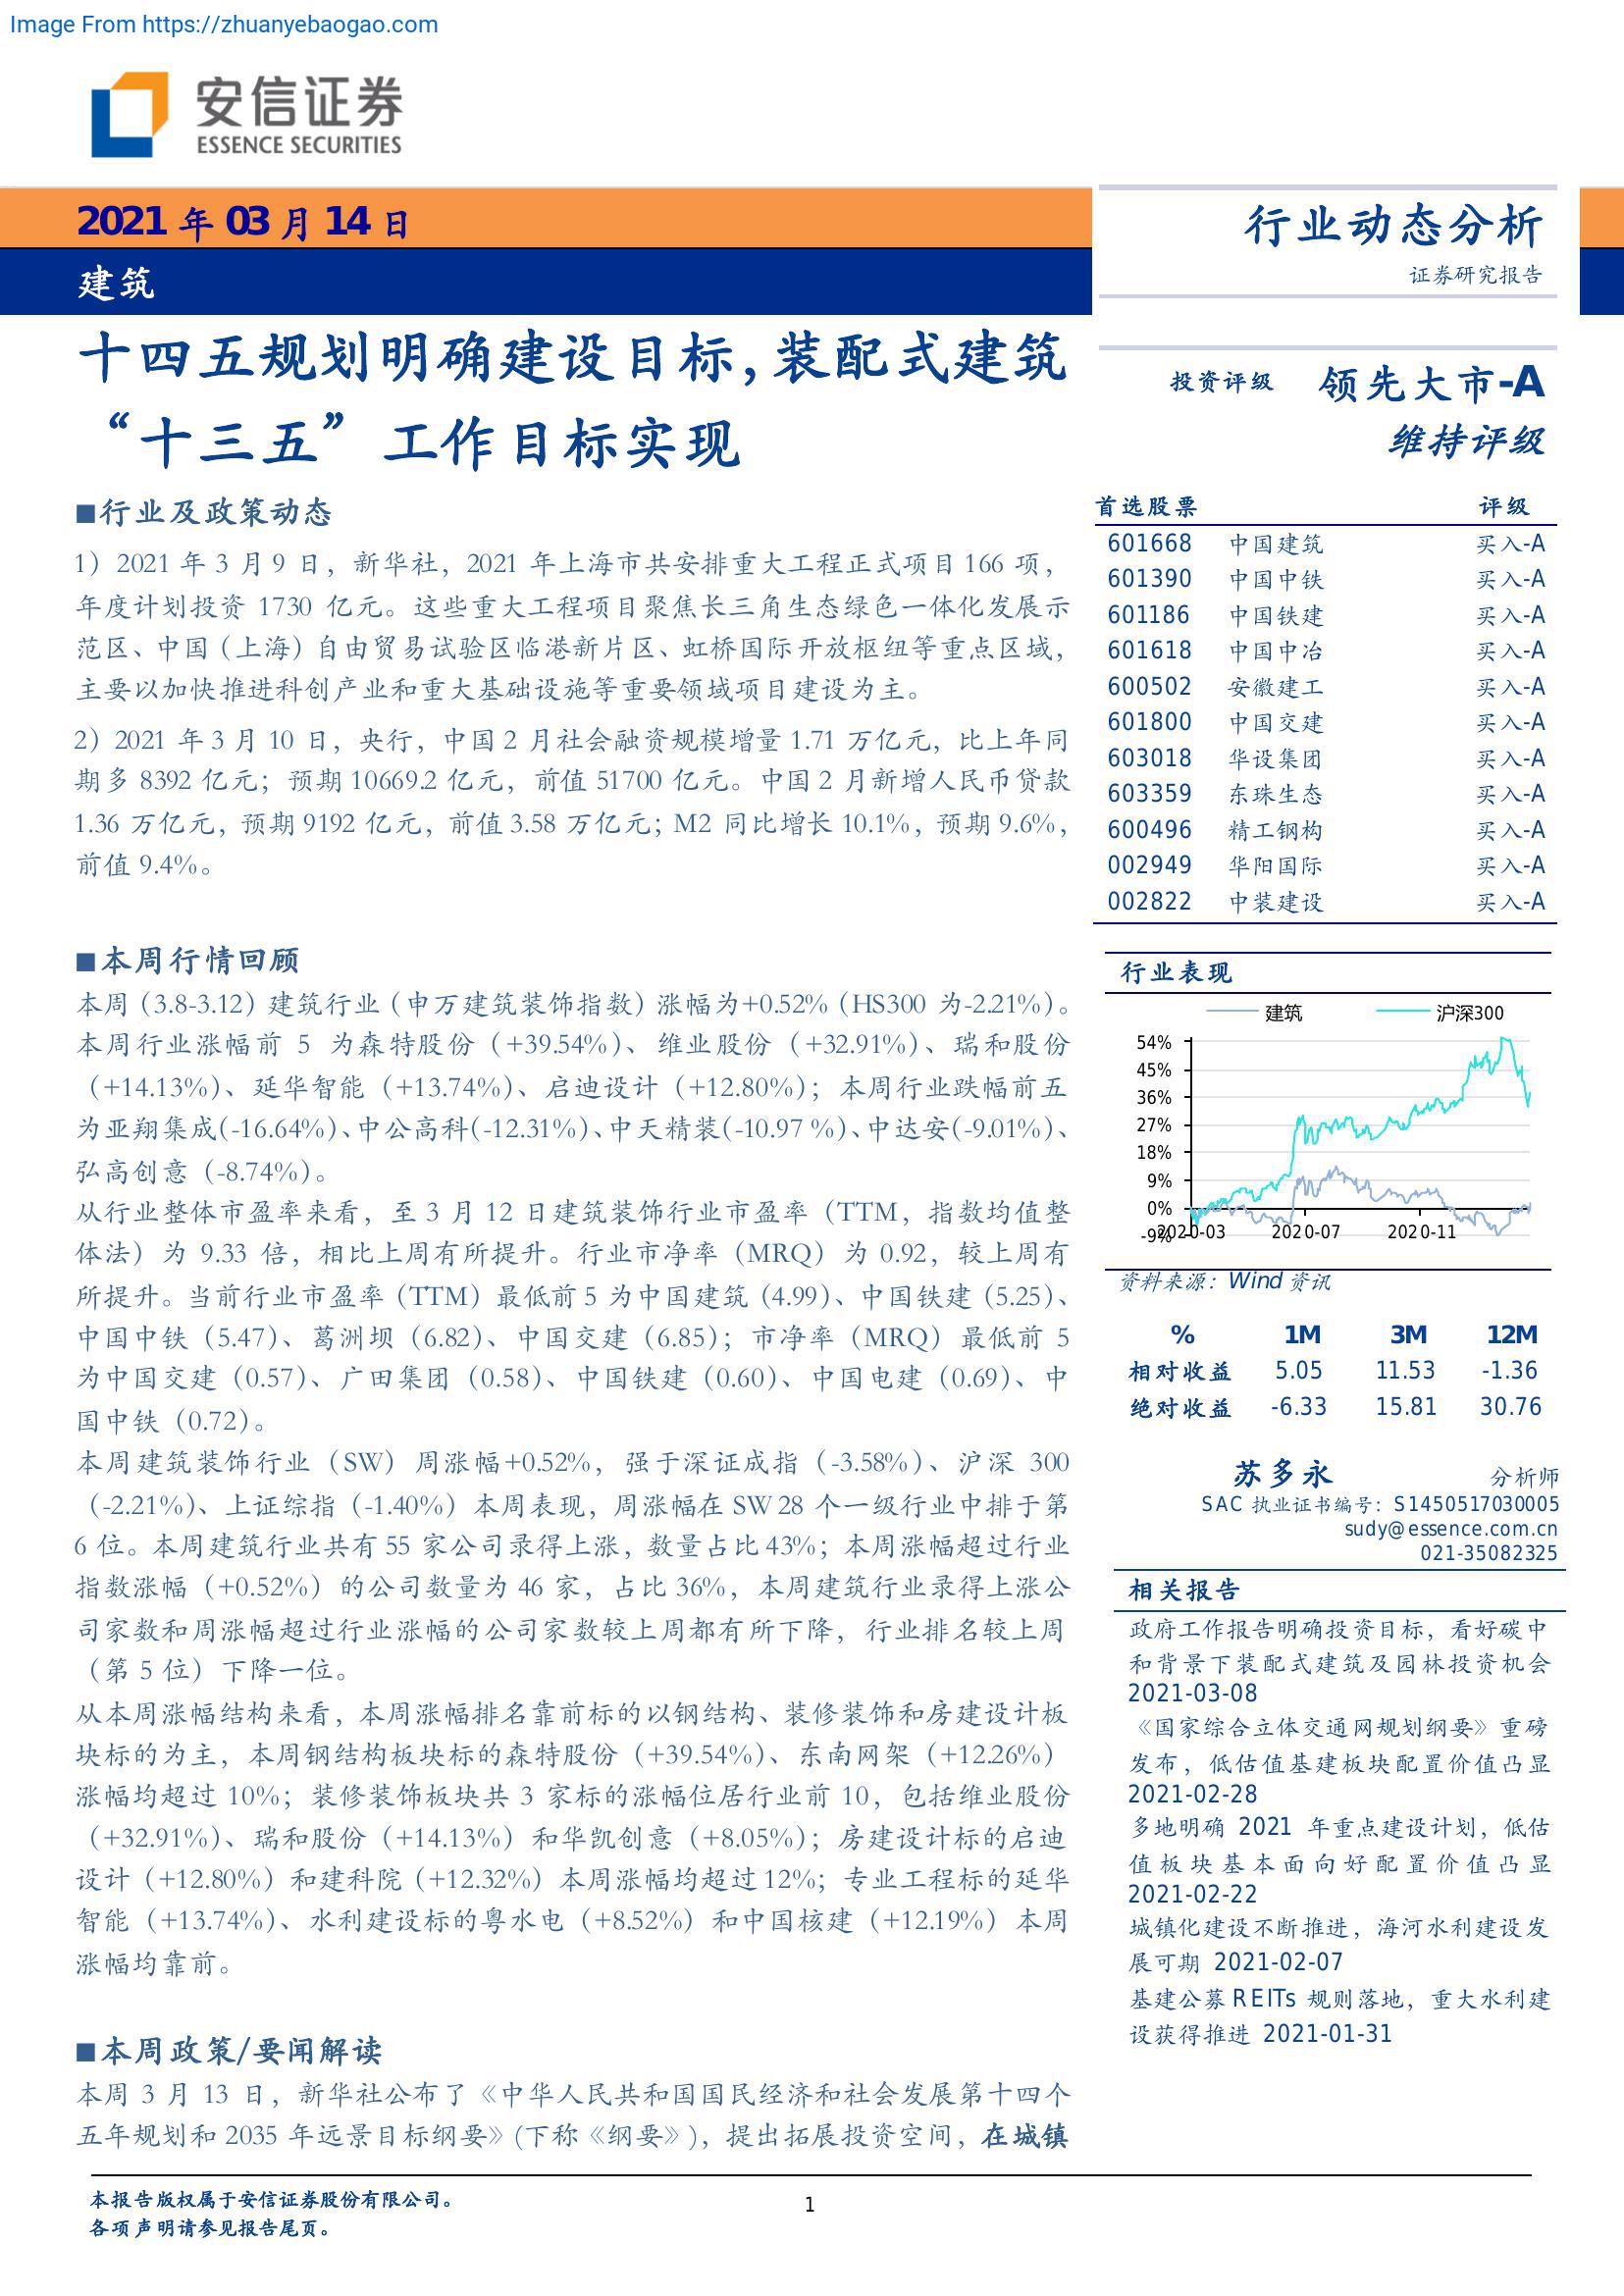 Image From https://zhuanyebaogao.com
安信证券
ESSENCE SECURITIES
2021 年 03 月 14 日
建筑
行业动态分析
证券研究报告
十四五规划明确建设目标，装配式建筑
“十三五”工作目标实现
■行业及政策动态
1）2021 年 3 月 9 日，新华社，2021 年上海市共安排重大工程正式项目 166 项，
年度计划投资 1730 亿元。这些重大工程项目聚焦长三角生态绿色一体化发展示
范区、中国（上海）自由贸易试验区临港新片区、虹桥国际开放枢纽等重点区域，
主要以加快推进科创产业和重大基础设施等重要领域项目建设为主。
2）2021 年 3 月 10 日，央行，中国 2 月社会融资规模增量 1.71 万亿元，比上年同
期多 8392 亿元；预期 10669.2 亿元，前值 51700 亿元。中国 2 月新增人民币贷款
1.36 万亿元，预期 9192 亿元，前值 3.58 万亿元；M2 同比增长 10.1%，预期 9.6%，
前值 9.4%。
■本周行情回顾
本周（3.8-3.12）建筑行业（申万建筑装饰指数）涨幅为+0.52%（HS300 为-2.21%）。
本周行业涨幅前 5 为森特股份（+39.54%）、维业股份（+32.91%）、瑞和股份
（+14.13%）、延华智能（+13.74%）、启迪设计（+12.80%）；本周行业跌幅前五
为亚翔集成(-16.64%)、中公高科(-12.31%)、中天精装(-10.97 %)、中达安(-9.01%)、
弘高创意（-8.74%）。
从行业整体市盈率来看，至 3 月 12 日建筑装饰行业市盈率（TTM，指数均值整
体法）为 9.33 倍，相比上周有所提升。行业市净率（MRQ）为 0.92，较上周有
所提升。当前行业市盈率（TTM）最低前 5 为中国建筑（4.99）、中国铁建（5.25）、
中国中铁（5.47）、葛洲坝（6.82）、中国交建（6.85）；市净率（MRQ）最低前 5
为中国交建（0.57）、广田集团（0.58）、中国铁建（0.60）、中国电建（0.69）、中
国中铁（0.72）。
本周建筑装饰行业（SW）周涨幅+0.52%，强于深证成指（-3.58%）、沪深 300
（-2.21%）、上证综指（-1.40%）本周表现，周涨幅在 SW 28 个一级行业中排于第
6 位。本周建筑行业共有 55 家公司录得上涨，数量占比 43%；本周涨幅超过行业
指数涨幅（+0.52%）的公司数量为 46 家，占比 36%，本周建筑行业录得上涨公
司家数和周涨幅超过行业涨幅的公司家数较上周都有所下降，行业排名较上周
（第 5 位）下降一位。
从本周涨幅结构来看，本周涨幅排名靠前标的以钢结构、装修装饰和房建设计板
块标的为主，本周钢结构板块标的森特股份（+39.54%）、东南网架（+12.26%）
涨幅均超过 10%；装修装饰板块共 3 家标的涨幅位居行业前 10，包括维业股份
（+32.91%）、瑞和股份（+14.13%）和华凯创意（+8.05%）；房建设计标的启迪
设计（+12.80%）和建科院（+12.32%）本周涨幅均超过 12%；专业工程标的延华
智能（+13.74%）、水利建设标的粤水电（+8.52%）和中国核建（+12.19%）本周
涨幅均靠前。
■本周政策/要闻解读
本周 3 月 13 日，新华社公布了《中华人民共和国国民经济和社会发展第十四个
五年规划和 2035 年远景目标纲要》(下称《纲要》)，提出拓展投资空间，在城镇
投资评级 领先大市-A
维持评级
首选股票 评级
601668 中国建筑 买入-A
601390 中国中铁 买入-A
601186 中国铁建 买入-A
601618 中国中冶 买入-A
600502 安徽建工 买入-A
601800 中国交建 买入-A
603018 华设集团 买入-A
603359 东珠生态 买入-A
600496 精工钢构 买入-A
002949 华阳国际 买入-A
002822 中装建设 买入-A
行业表现
建筑 沪深300
54%
45%
36%
27%
18%
9%
0%
-9%
2020-03 2020-07 2020-11
资料来源：Wind 资讯
% 1M 3M 12M
相对收益 5.05 11.53 -1.36
绝对收益 -6.33 15.81 30.76
苏多永 分析师
SAC 执业证书编号：S1450517030005
sudy@essence.com.cn
021-35082325
相关报告
政府工作报告明确投资目标，看好碳中
和背景下装配式建筑及园林投资机会
2021-03-08
《国家综合立体交通网规划纲要》重磅
发布，低估值基建板块配置价值凸显
2021-02-28
多地明确 2021 年重点建设计划，低估
值板块基本面向好配置价值凸显
2021-02-22
城镇化建设不断推进，海河水利建设发
展可期 2021-02-07
基建公募 REITs 规则落地，重大水利建
设获得推进 2021-01-31
本报告版权属于安信证券股份有限公司。
各项声明请参见报告尾页。
1